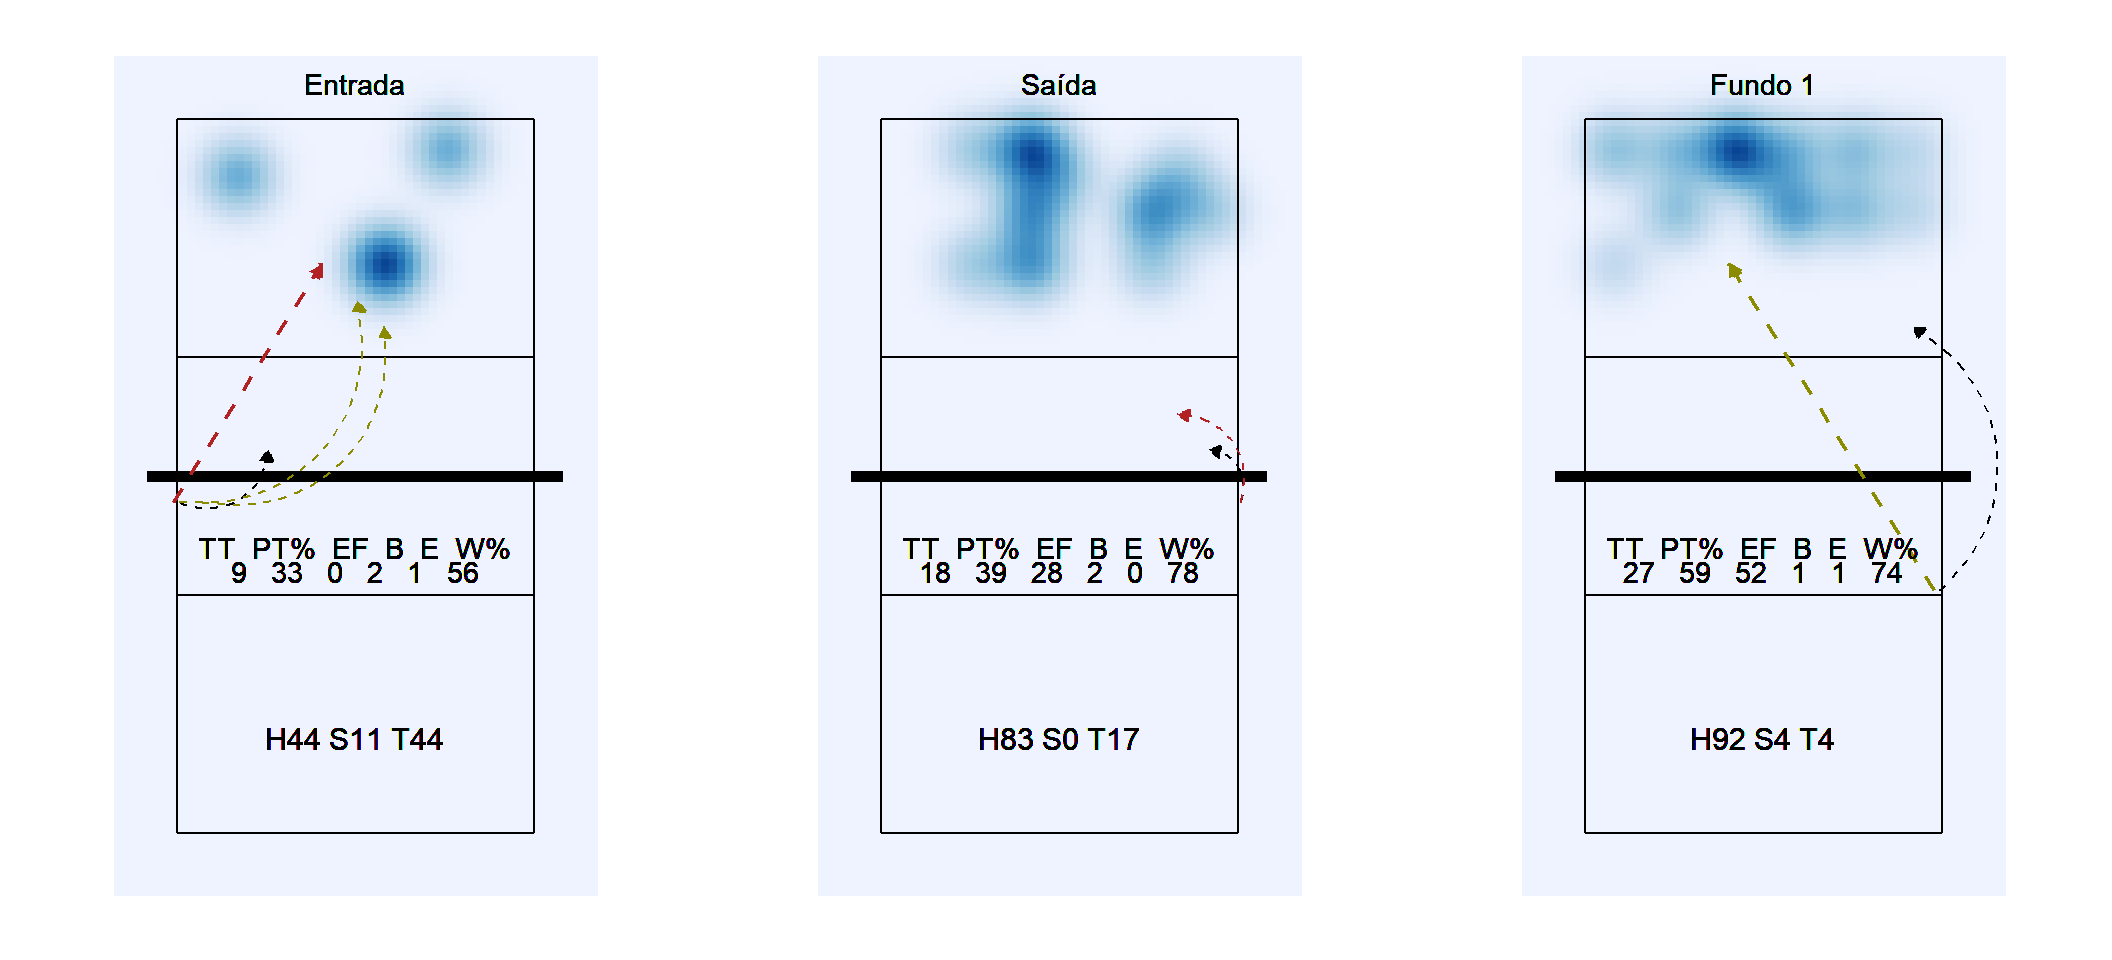 Entrada
TT PT% EF B E W%
9 33 0 2 1 56
H44 S11 T44
Saída
TT PT% EF B E W%
18 39 28 2 0 78
H83 S0 T17
Fundo 1
TT PT% EF B E W%
27 59 52 1 1 74
H92 S4 T4